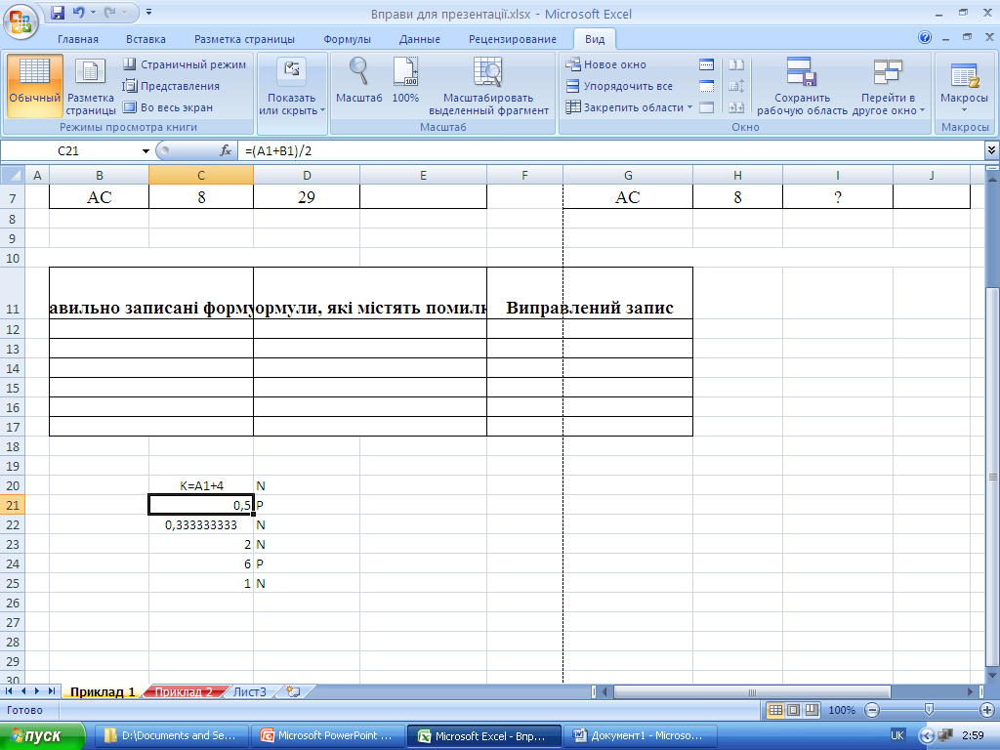 Вправи для презентації.xlsx - Microsoft Excel
Главная Вставка Разметка страницы Формулы Данные Рецензирование Вид
Обычный Разметка страницы Страничный режим Представления Во весь экран
Режимы просмотра книги
Показать или скрыть
Масштаб 100% Масштабировать выделенный фрагмент
Масштаб
Новое окно Упорядочить все Закрепить области
Сохранить рабочую область Перейти в другое окно
Окно
Макросы
Макросы
C21 fx =(A1+B1)/2
A B C D E F G H I J
7 АС 8 29 АС 8 ?
8
9
10
11 авильно записані форму ормули, які містять помилк Виправлений запис
12
13
14
15
16
17
18
19
20 K=A1+4 N
21 0,5 P
22 0,333333333 N
23 2 N
24 6 P
25 1 N
26
27
28
29
30
Приклад 1 Приклад 2 Лист3
Готово 100%
пуск D:\Documents and Se... Microsoft PowerPoint ... Microsoft Excel - Впр... Документ1 - Microso... UK 2:59